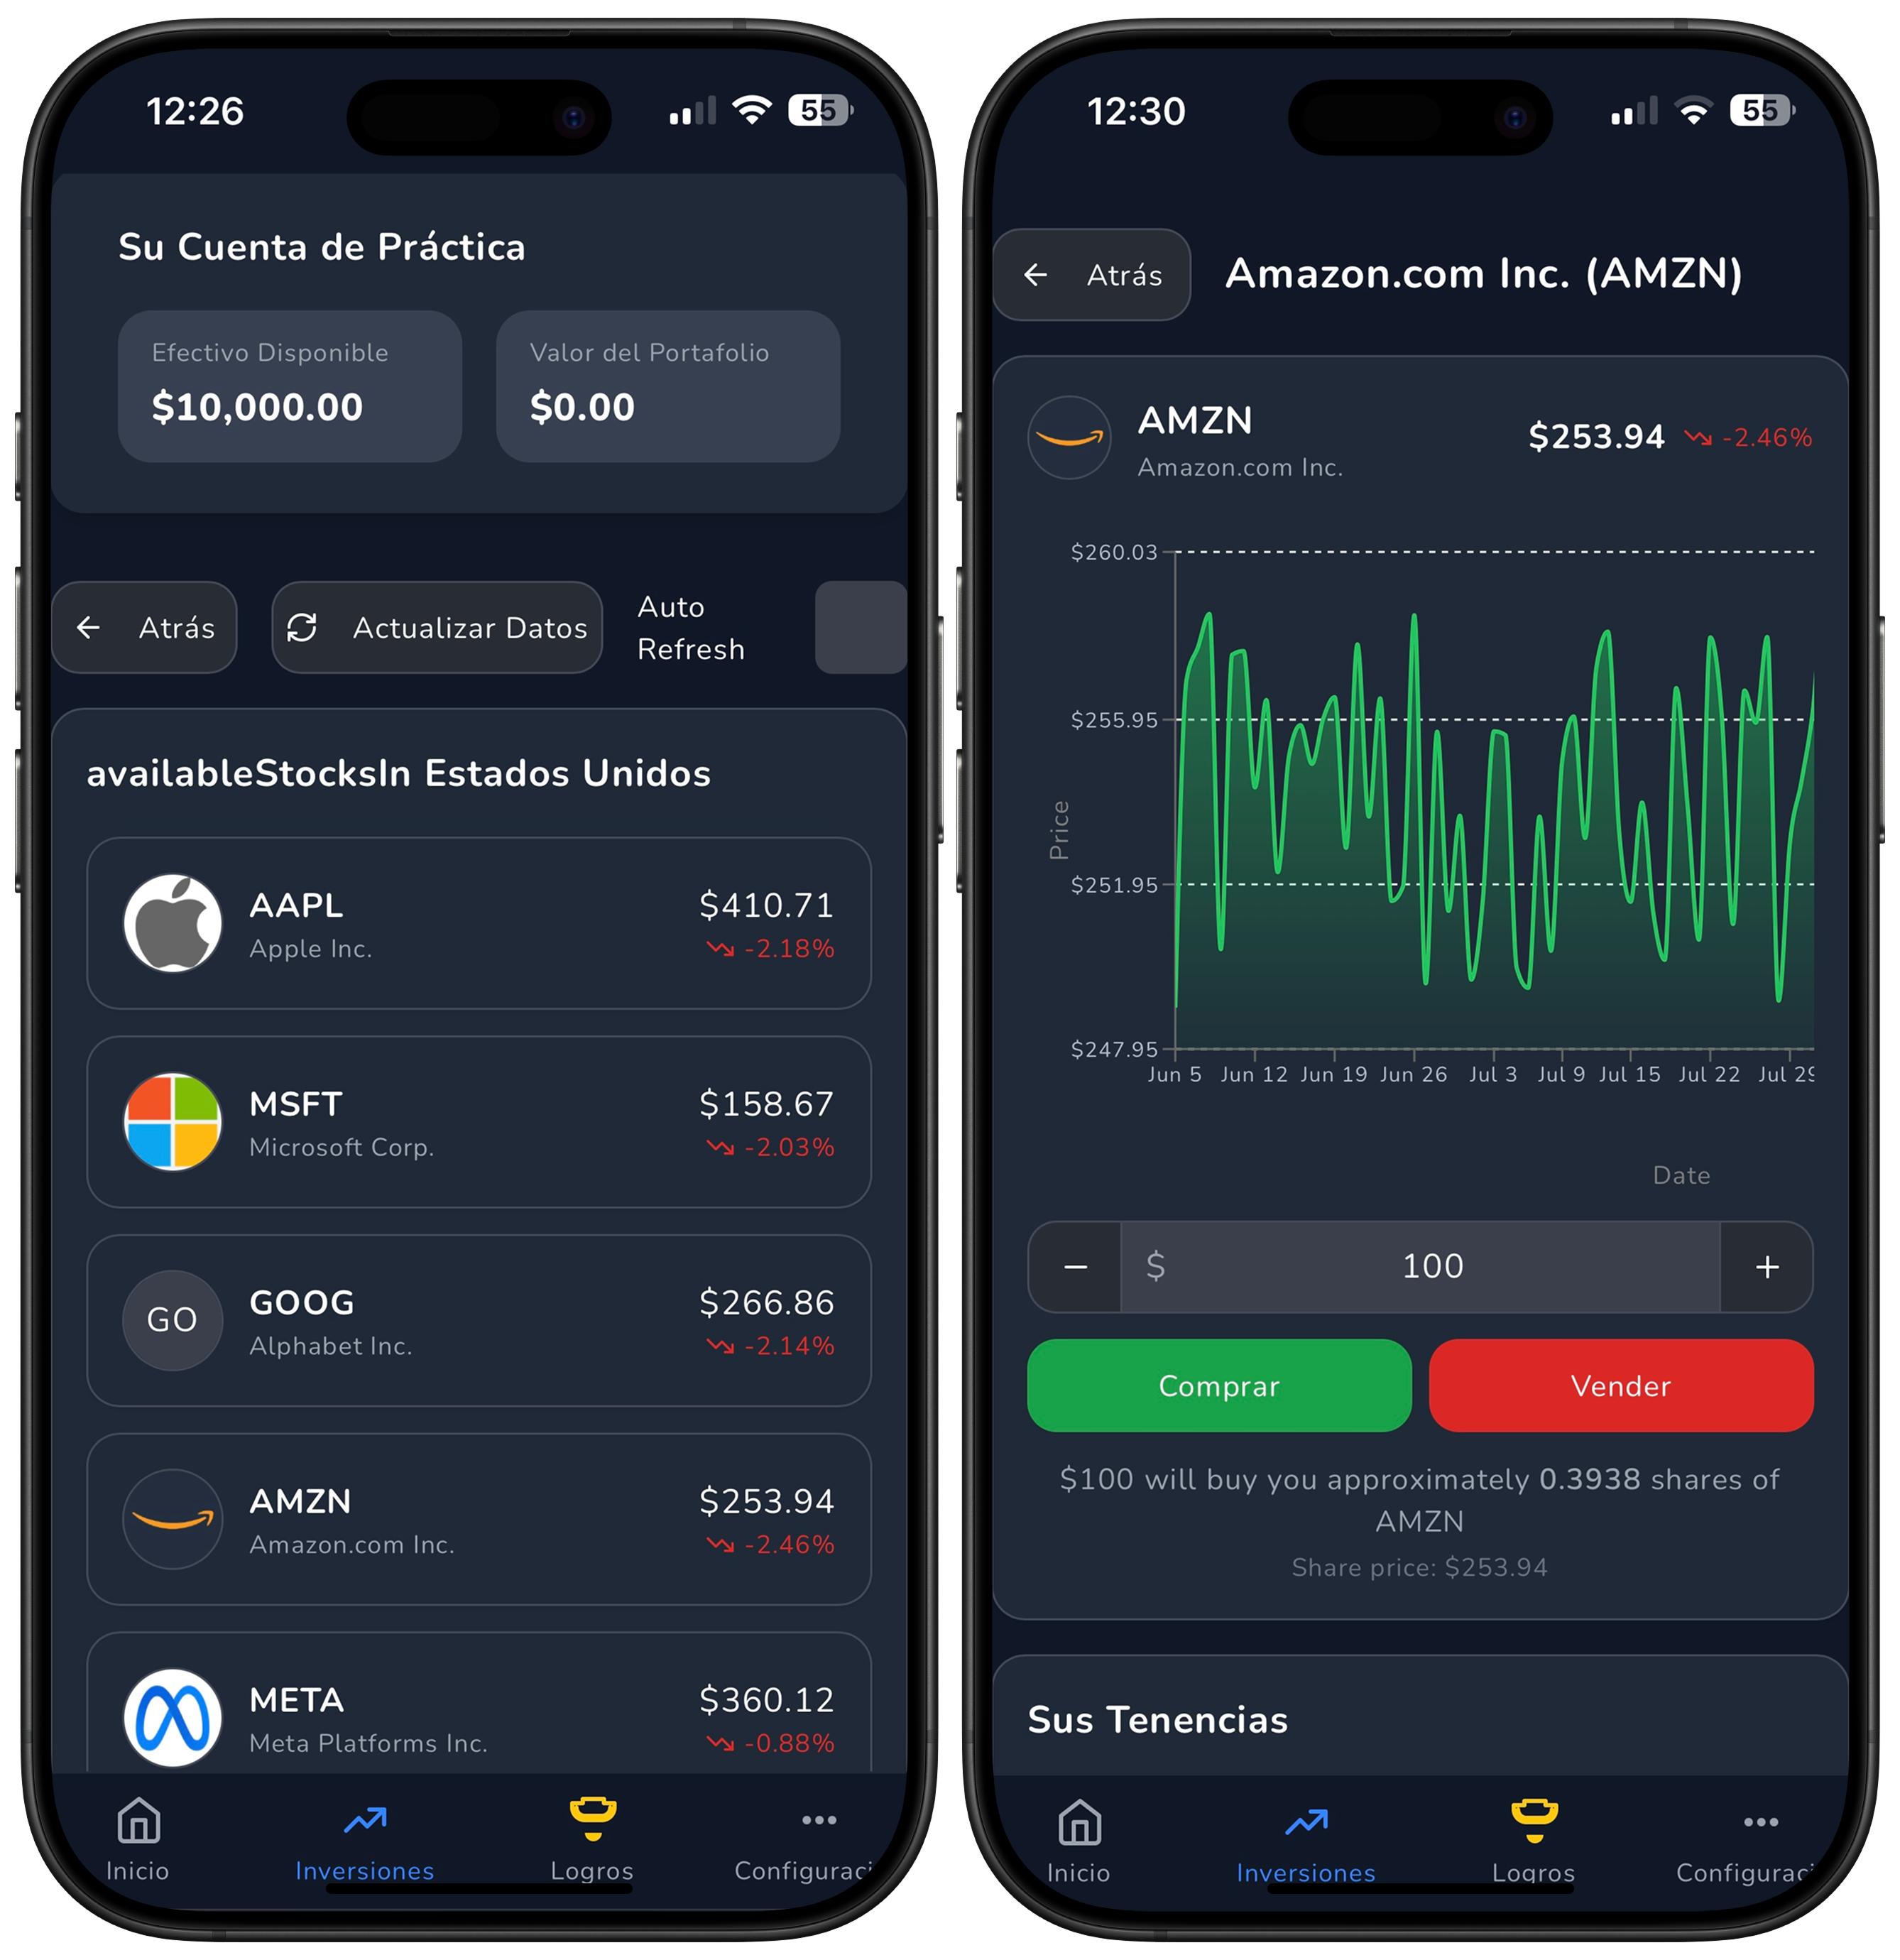 12:26
55
Su Cuenta de Práctica
Efectivo Disponible
$10,000.00
Valor del Portafolio
$0.00
Atrás
Actualizar Datos
Auto
Refresh
availableStocksIn Estados Unidos
AAPL
Apple Inc.
$410.71
-2.18%
MSFT
Microsoft Corp.
$158.67
-2.03%
GO
GOOG
Alphabet Inc.
$266.86
-2.14%
AMZN
Amazon.com Inc.
$253.94
-2.46%
META
Meta Platforms Inc.
$360.12
-0.88%
Inicio
Inversiones
Logros
Configuraci
12:30
55
Atrás
Amazon.com Inc. (AMZN)
AMZN
Amazon.com Inc.
$253.94
-2.46%
$260.03
$255.95
$251.95
$247.95
Price
Jun 5 Jun 12 Jun 19 Jun 26 Jul 3 Jul 9 Jul 15 Jul 22 Jul 29
Date
$ 100
Comprar
Vender
$100 will buy you approximately 0.3938 shares of
AMZN
Share price: $253.94
Sus Tenencias
Inicio
Inversiones
Logros
Configuraci